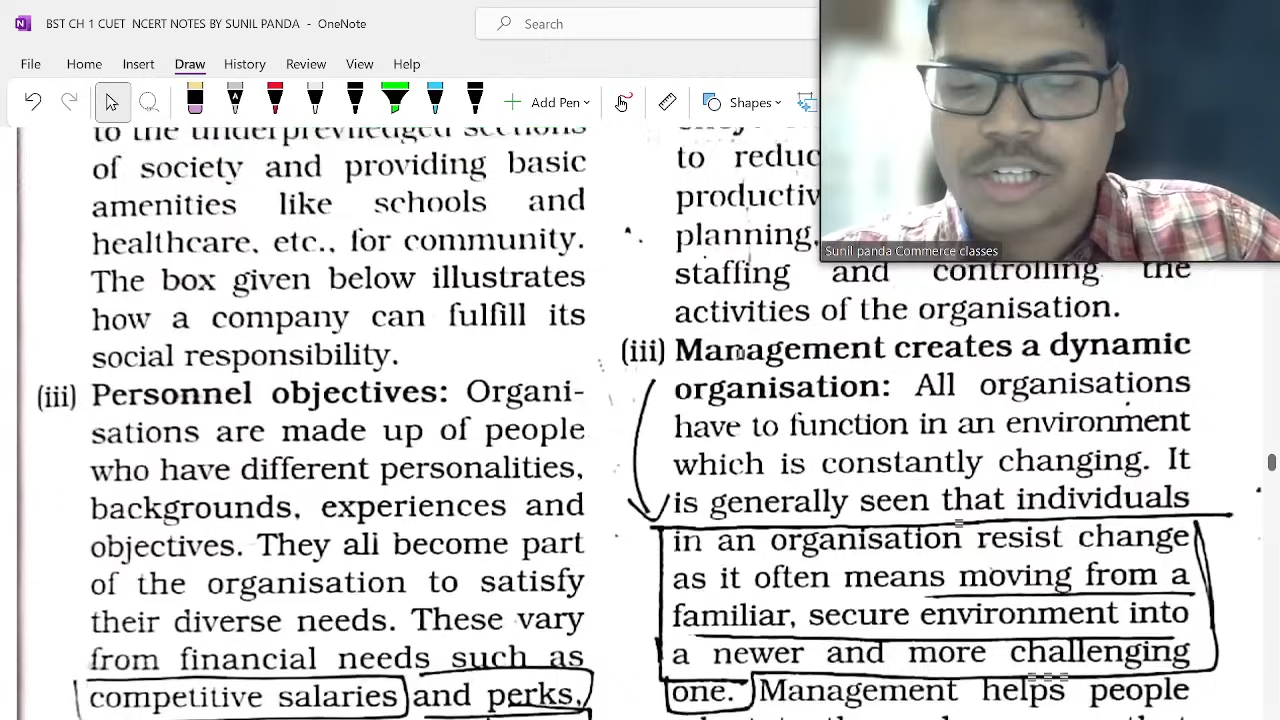 BST CH 1 CUET NCERT NOTES BY SUNIL PANDA - OneNote
Search
File Home Insert Draw History Review View Help
Add Pen
Shapes
to the underprevileged sections
of society and providing basic
amenities like schools and
healthcare, etc., for community.
The box given below illustrates
how a company can fulfill its
social responsibility.
(iii) Personnel objectives: Organi-
sations are made up of people
who have different personalities,
backgrounds, experiences and
objectives. They all become part
of the organisation to satisfy
their diverse needs. These vary
from financial needs such as
competitive salaries and perks,
to reduc
productiv
planning,
staffing and controlling the
activities of the organisation.
(iii) Management creates a dynamic
organisation: All organisations
have to function in an environment
which is constantly changing. It
is generally seen that individuals
in an organisation resist change
as it often means moving from a
familiar, secure environment into
a newer and more challenging
one. Management helps people
Sunil panda Commerce classes